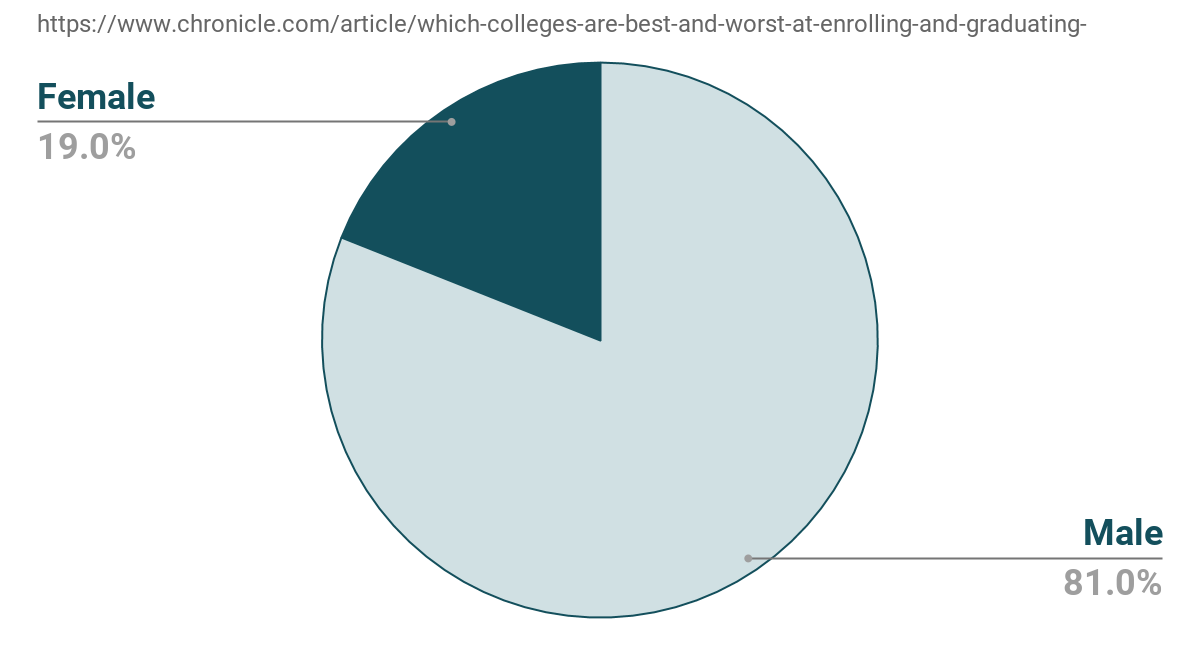 https://www.chronicle.com/article/which-colleges-are-best-and-worst-at-enrolling-and-graduating-
Female
19.0%
Male
81.0%